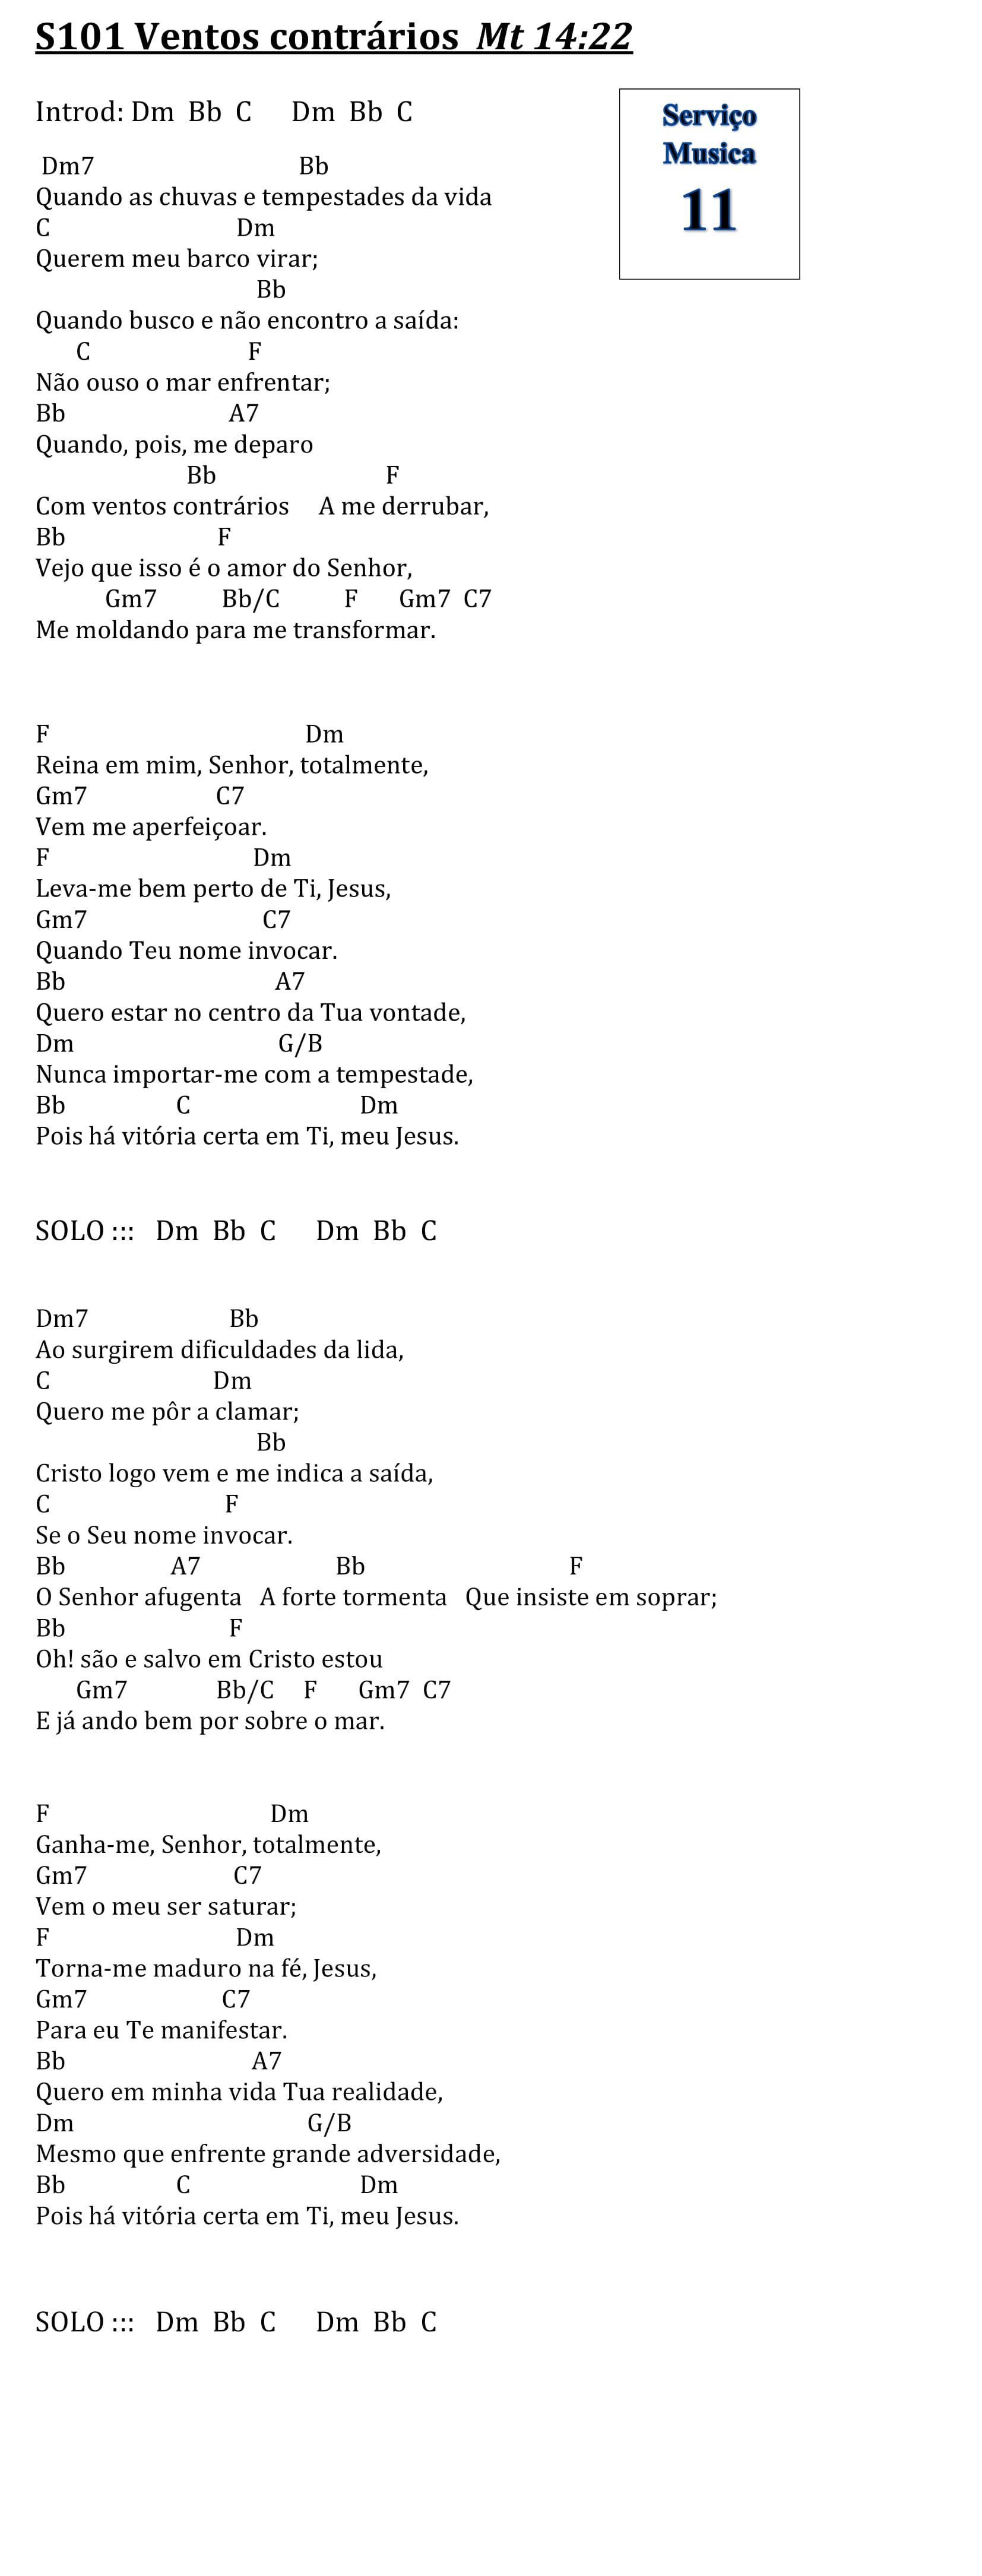 S101 Ventos contrários Mt 14:22
Introd: Dm Bb C Dm Bb C
Serviço
Musica
11
Dm7 Bb
Quando as chuvas e tempestades da vida
C Dm
Querem meu barco virar;
Bb
Quando busco e não encontro a saída:
C F
Não ouso o mar enfrentar;
Bb A7
Quando, pois, me deparo
Bb F
Com ventos contrários A me derrubar,
Bb F
Vejo que isso é o amor do Senhor,
Gm7 Bb/C F Gm7 C7
Me moldando para me transformar.
F Dm
Reina em mim, Senhor, totalmente,
Gm7 C7
Vem me aperfeiçoar.
F Dm
Leva-me bem perto de Ti, Jesus,
Gm7 C7
Quando Teu nome invocar.
Bb A7
Quero estar no centro da Tua vontade,
Dm G/B
Nunca importar-me com a tempestade,
Bb C Dm
Pois há vitória certa em Ti, meu Jesus.
SOLO ::: Dm Bb C Dm Bb C
Dm7 Bb
Ao surgirem dificuldades da lida,
C Dm
Quero me pôr a clamar;
Bb
Cristo logo vem e me indica a saída,
C F
Se o Seu nome invocar.
Bb A7 Bb F
O Senhor afugenta A forte tormenta Que insiste em soprar;
Bb F
Oh! são e salvo em Cristo estou
Gm7 Bb/C F Gm7 C7
E já ando bem por sobre o mar.
F Dm
Ganha-me, Senhor, totalmente,
Gm7 C7
Vem o meu ser saturar;
F Dm
Torna-me maduro na fé, Jesus,
Gm7 C7
Para eu Te manifestar.
Bb A7
Quero em minha vida Tua realidade,
Dm G/B
Mesmo que enfrente grande adversidade,
Bb C Dm
Pois há vitória certa em Ti, meu Jesus.
SOLO ::: Dm Bb C Dm Bb C